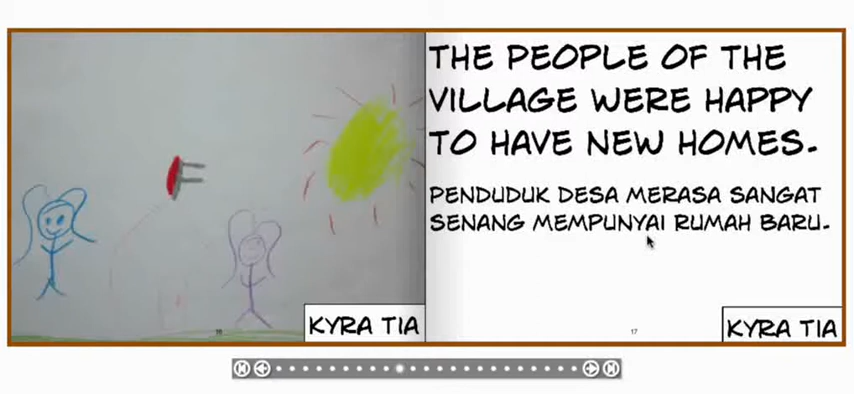 THE PEOPLE OF THE
VILLAGE WERE HAPPY
TO HAVE NEW HOMES.
PENDUDUK DESA MERASA SANGAT
SENANG MEMPUNYAI RUMAH BARU.
KYRA TIA
16
17
KYRA TIA